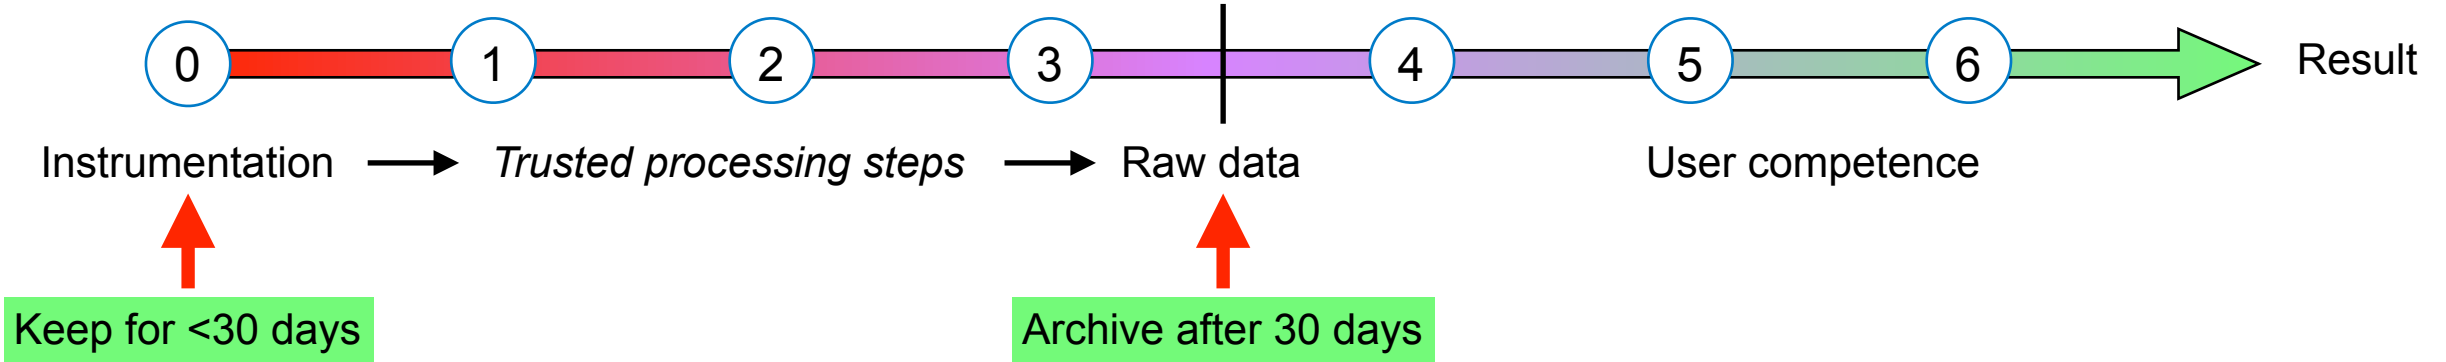 0 1 2 3 4 5 6 Result
Instrumentation Trusted processing steps Raw data User competence
Keep for <30 days Archive after 30 days